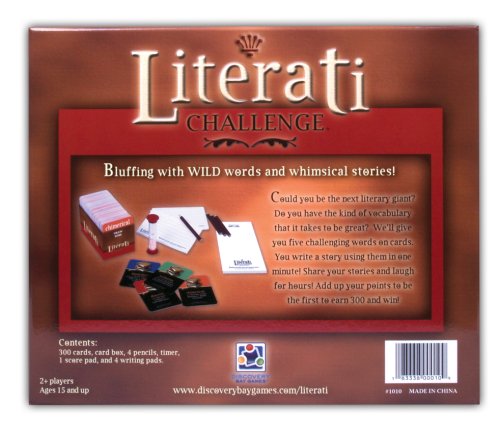 Literati
CHALLENGE™
Bluffing with WILD words and whimsical stories!
Could you be the next literary giant?
Do you have the kind of vocabulary
that it takes to be great? We'll give
you five challenging words on cards.
You write a story using them in one
minute! Share your stories and laugh
for hours! Add up your points to be
the first to earn 300 and win!
chimerical
Literati
Literati
Contents:
300 cards, card box, 4 pencils, timer,
1 score pad, and 4 writing pads.
2+ players
Ages 15 and up
DISCOVERY
BAY GAMES
www.discoverybaygames.com/literati
#1010 MADE IN CHINA